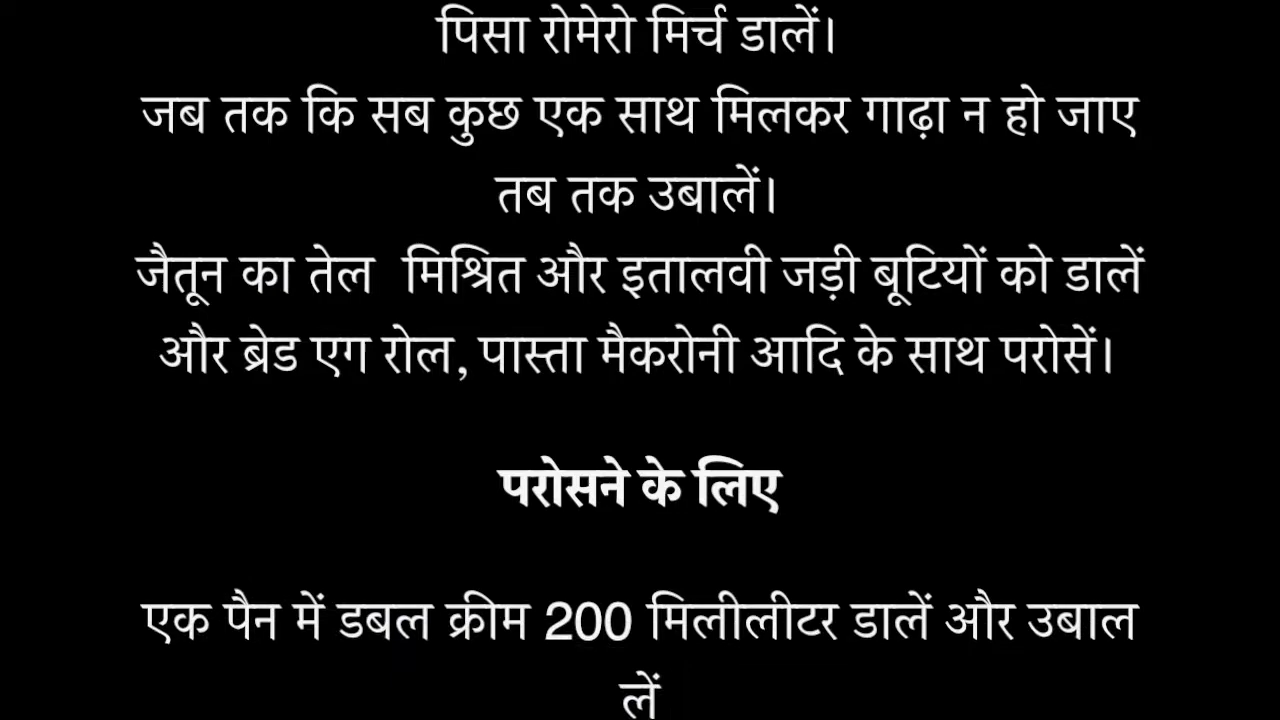 पिसा रोमेरो मिर्च डालें।
जब तक कि सब कुछ एक साथ मिलकर गाढ़ा न हो जाए
तब तक उबालें।
जैतून का तेल  मिश्रित और इतालवी जड़ी बूटियों को डालें
और ब्रेड एग रोल, पास्ता मैकरोनी आदि के साथ परोसें।
परोसने के लिए
एक पैन में डबल क्रीम 200 मिलीलीटर डालें और उबाल
लें